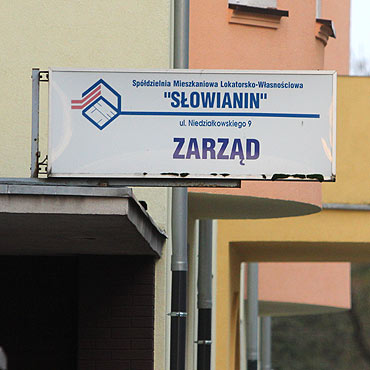 Spółdzielnia Mieszkaniowa Lokatorsko-Własnościowa
"SŁOWIANIN"
ul. Niedziałkowskiego 9
ZARZĄD